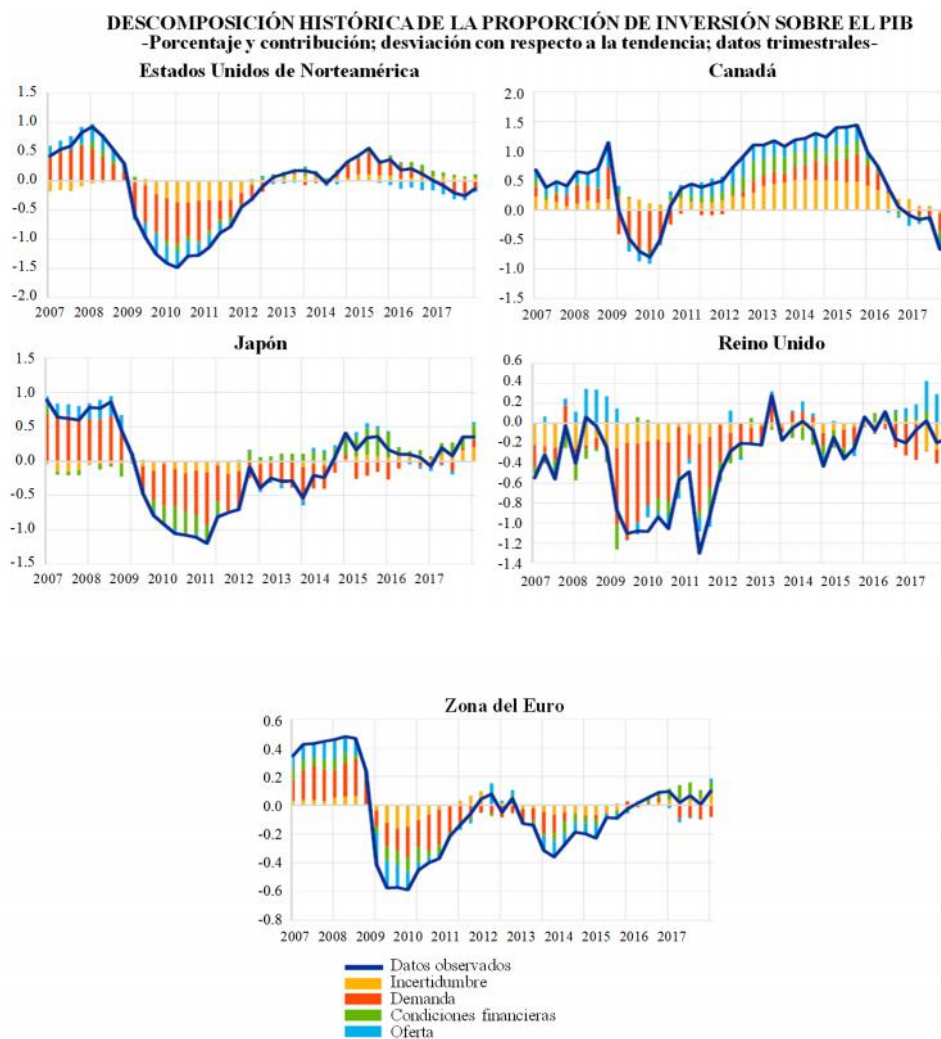 DESCOMPOSICIÓN HISTÓRICA DE LA PROPORCIÓN DE INVERSIÓN SOBRE EL PIB
-Porcentaje y contribución; desviación con respecto a la tendencia; datos trimestrales-
Estados Unidos de Norteamérica
1.5
1.0
0.5
0.0
-0.5
-1.0
-1.5
-2.0
2007 2008 2009 2010 2011 2012 2013 2014 2015 2016 2017
Canadá
2.0
1.5
1.0
0.5
0.0
-0.5
-1.0
-1.5
2007 2008 2009 2010 2011 2012 2013 2014 2015 2016 2017
Japón
1.5
1.0
0.5
0.0
-0.5
-1.0
-1.5
2007 2008 2009 2010 2011 2012 2013 2014 2015 2016 2017
Reino Unido
0.6
0.4
0.2
0.0
-0.2
-0.4
-0.6
-0.8
-1.0
-1.2
-1.4
2007 2008 2009 2010 2011 2012 2013 2014 2015 2016 2017
Zona del Euro
0.6
0.4
0.2
0.0
-0.2
-0.4
-0.6
-0.8
2007 2008 2009 2010 2011 2012 2013 2014 2015 2016 2017
Datos observados
Incertidumbre
Demanda
Condiciones financieras
Oferta